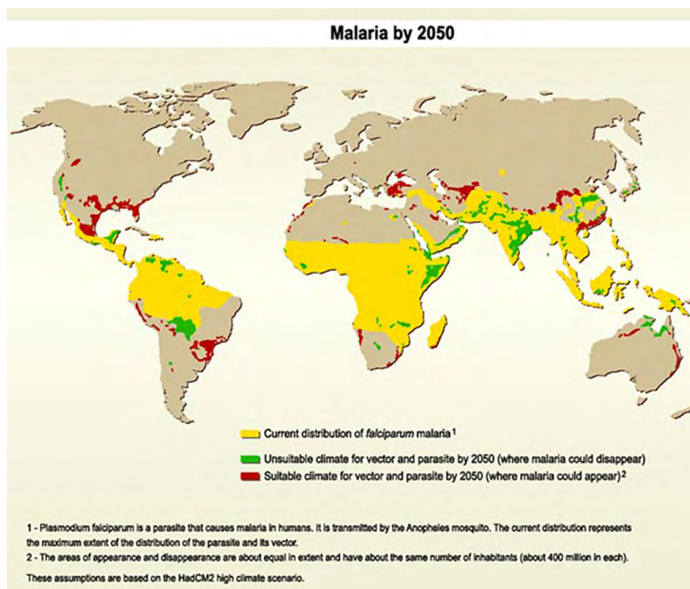 Malaria by 2050
Current distribution of falciparum malaria¹
Unsuitable climate for vector and parasite by 2050 (where malaria could disappear)
Suitable climate for vector and parasite by 2050 (where malaria could appear)²
1 - Plasmodium falciparum is a parasite that causes malaria in humans. It is transmitted by the Anopheles mosquito. The current distribution represents
the maximum extent of the distribution of the parasite and its vector.
2 - The areas of appearance and disappearance are about equal in extent and have about the same number of inhabitants (about 400 million in each).
These assumptions are based on the HadCM2 high climate scenario.